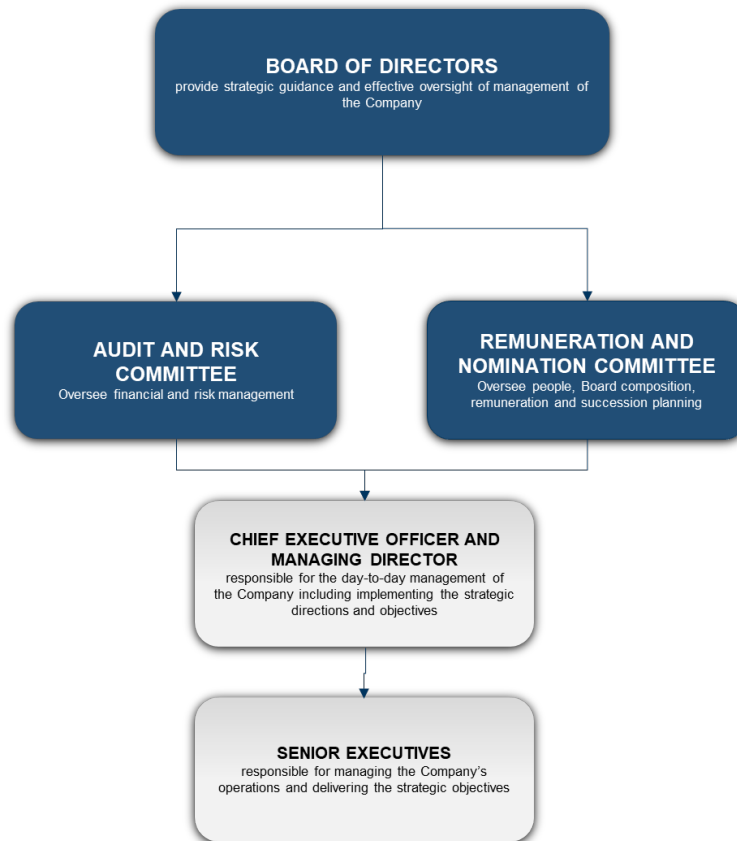 BOARD OF DIRECTORS
provide strategic guidance and effective oversight of management of
the Company
AUDIT AND RISK
COMMITTEE
Oversee financial and risk management
REMUNERATION AND
NOMINATION COMMITTEE
Oversee people, Board composition,
remuneration and succession planning
CHIEF EXECUTIVE OFFICER AND
MANAGING DIRECTOR
responsible for the day-to-day management of
the Company including implementing the strategic
directions and objectives
SENIOR EXECUTIVES
responsible for managing the Company’s
operations and delivering the strategic objectives